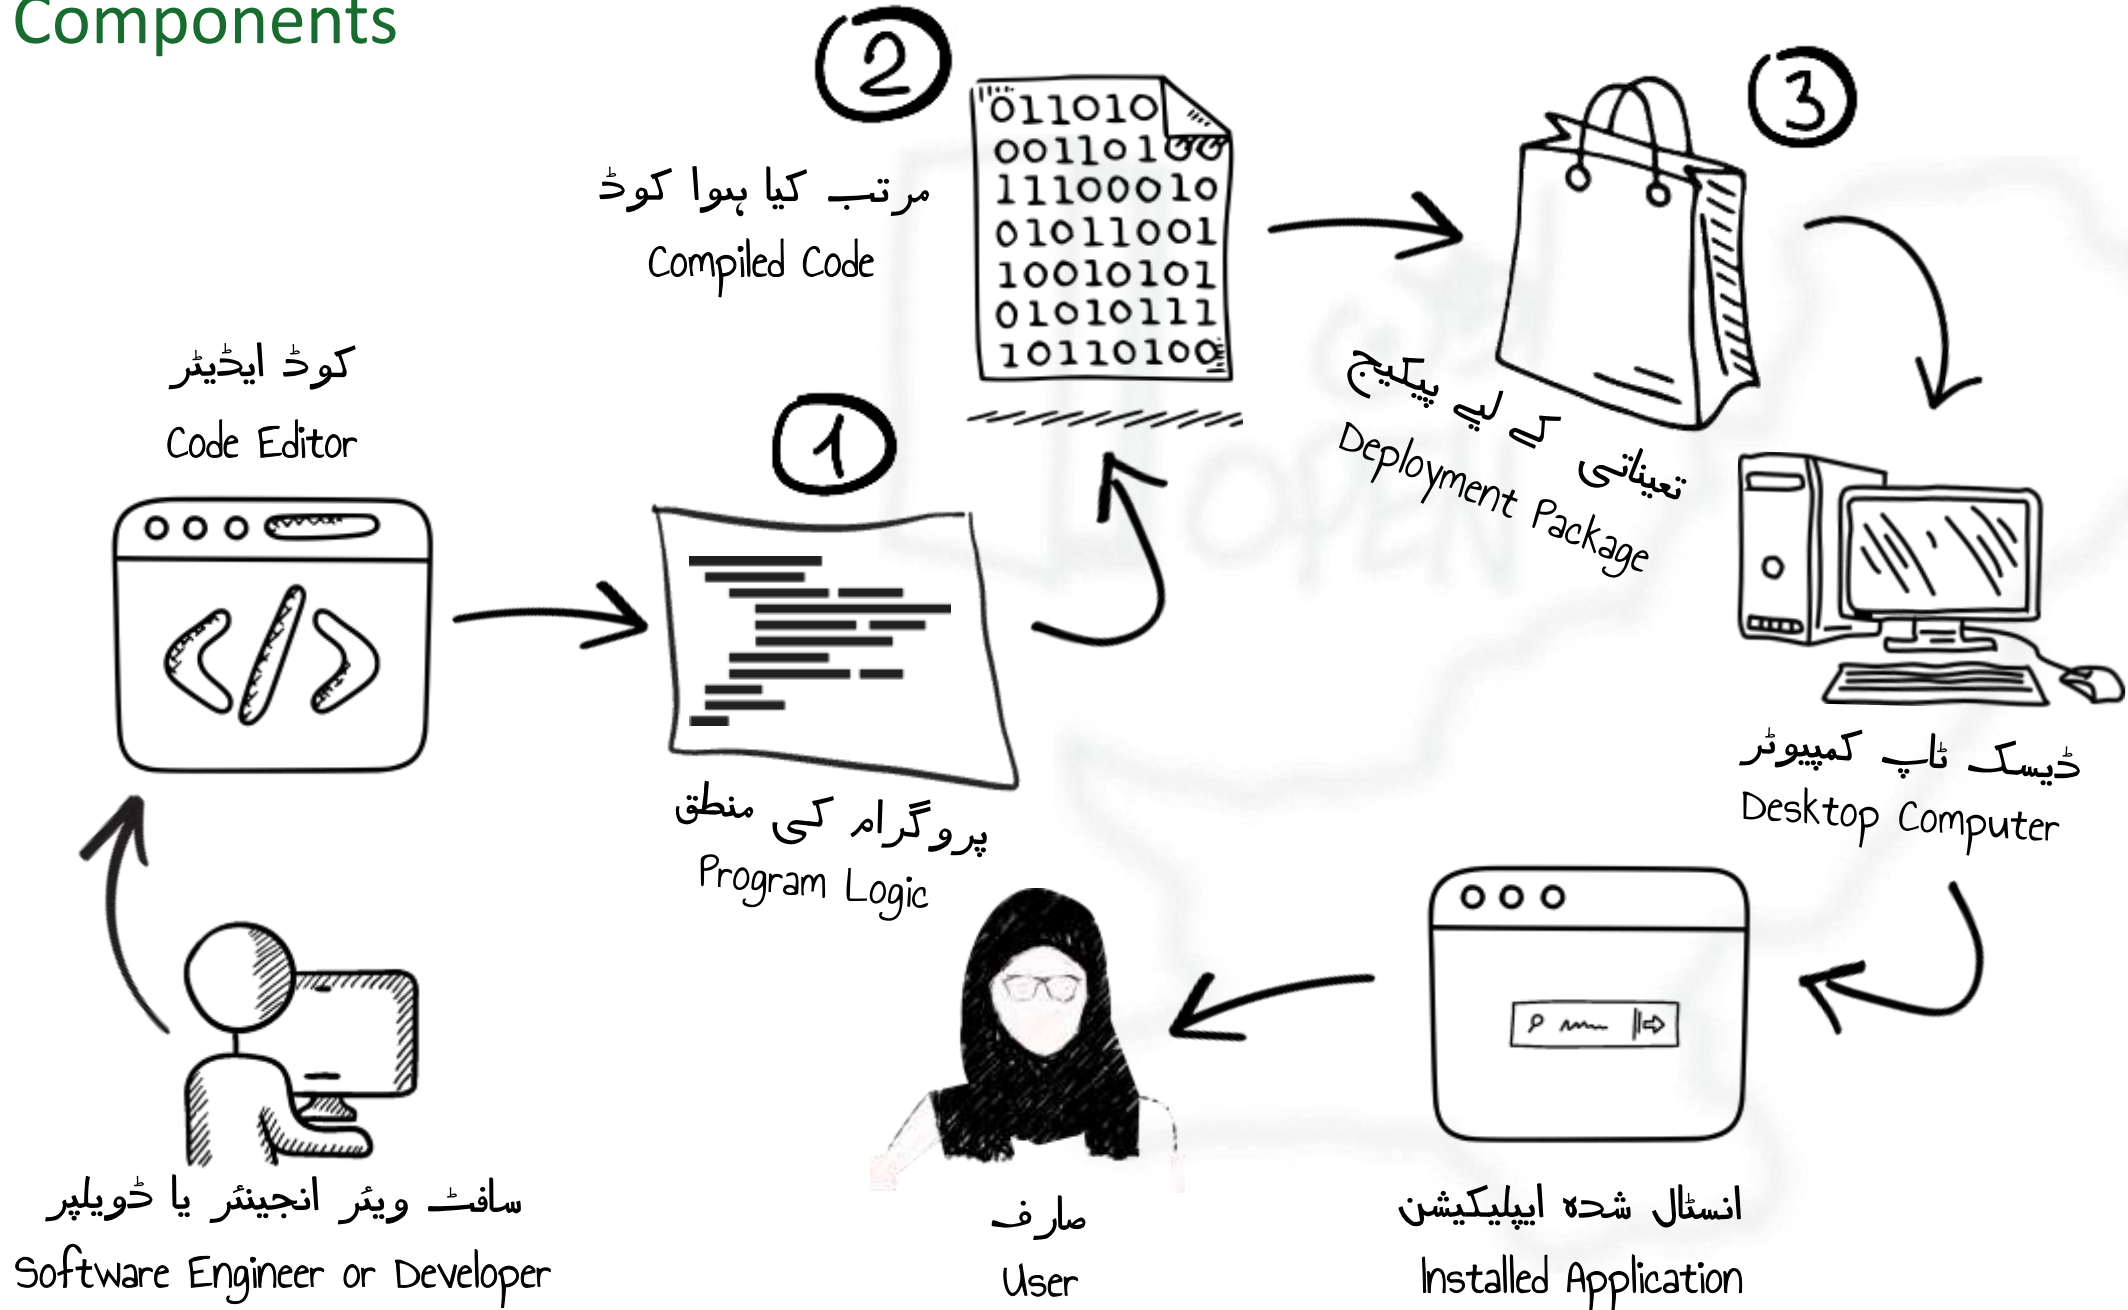 Components
2
3
011010
00110100
11100010
01011001
10010101
01010111
10110100
مرتب کیا ہوا کوڈ
Compiled Code
کوڈ ایڈیٹر
Code Editor
1
تعیناتی کے لیے پیکیج
Deployment Package
پروگرام کی منطق
Program Logic
ڈیسک ٹاپ کمپیوٹر
Desktop Computer
سافٹ ویئر انجینئر یا ڈویلپر
Software Engineer or Developer
صارف
User
انسٹال شدہ ایپلیکیشن
Installed Application
OPEN